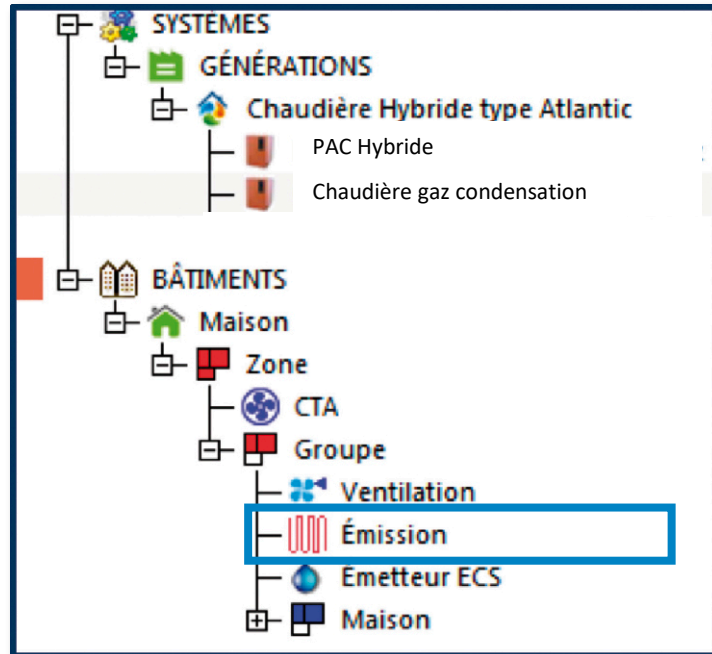 SYSTÈMES
GÉNÉRATIONS
Chaudière Hybride type Atlantic
PAC Hybride
Chaudière gaz condensation
BÂTIMENTS
Maison
Zone
CTA
Groupe
Ventilation
Émission
Emetteur ECS
Maison